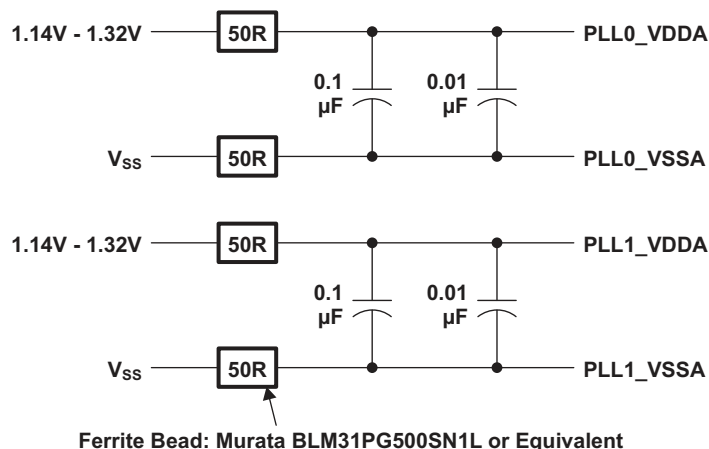 1.14V - 1.32V 50R PLL0_VDDA
0.1 µF 0.01 µF
VSS 50R PLL0_VSSA
1.14V - 1.32V 50R PLL1_VDDA
0.1 µF 0.01 µF
VSS 50R PLL1_VSSA
Ferrite Bead: Murata BLM31PG500SN1L or Equivalent